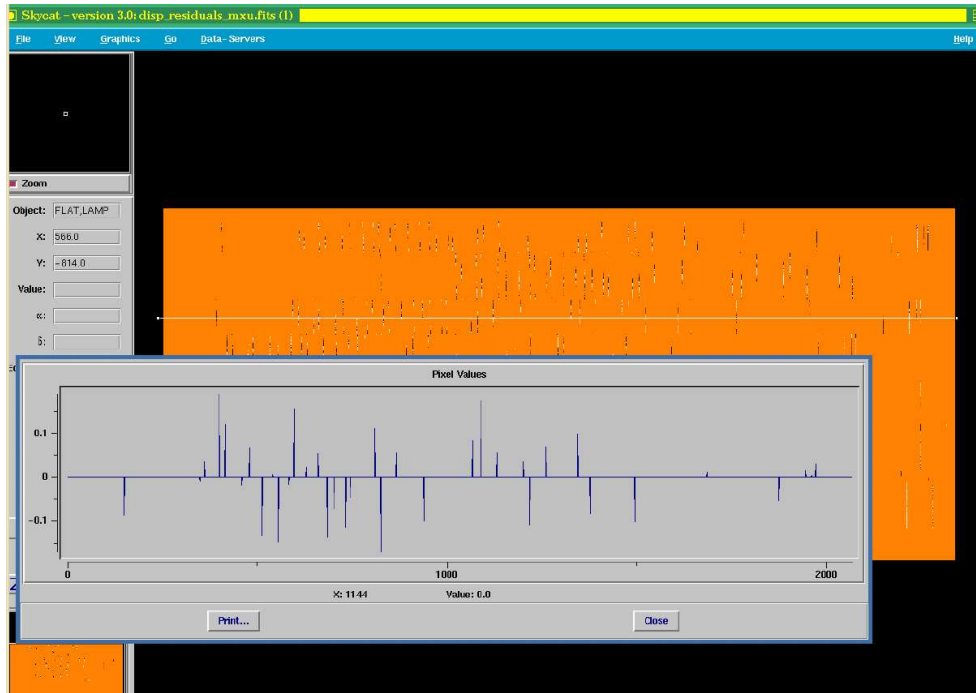 Skycat - version 3.0: disp_residuals_mxu.fits (1)
File View Graphics Go Data-Servers Help
Zoom
Object: FLAT,LAMP
X: 566.0
Y: -814.0
Value:
α:
δ:
Pixel Values
0.1
0
-0.1
0 1000 2000
X: 1144 Value: 0.0
Print... Close